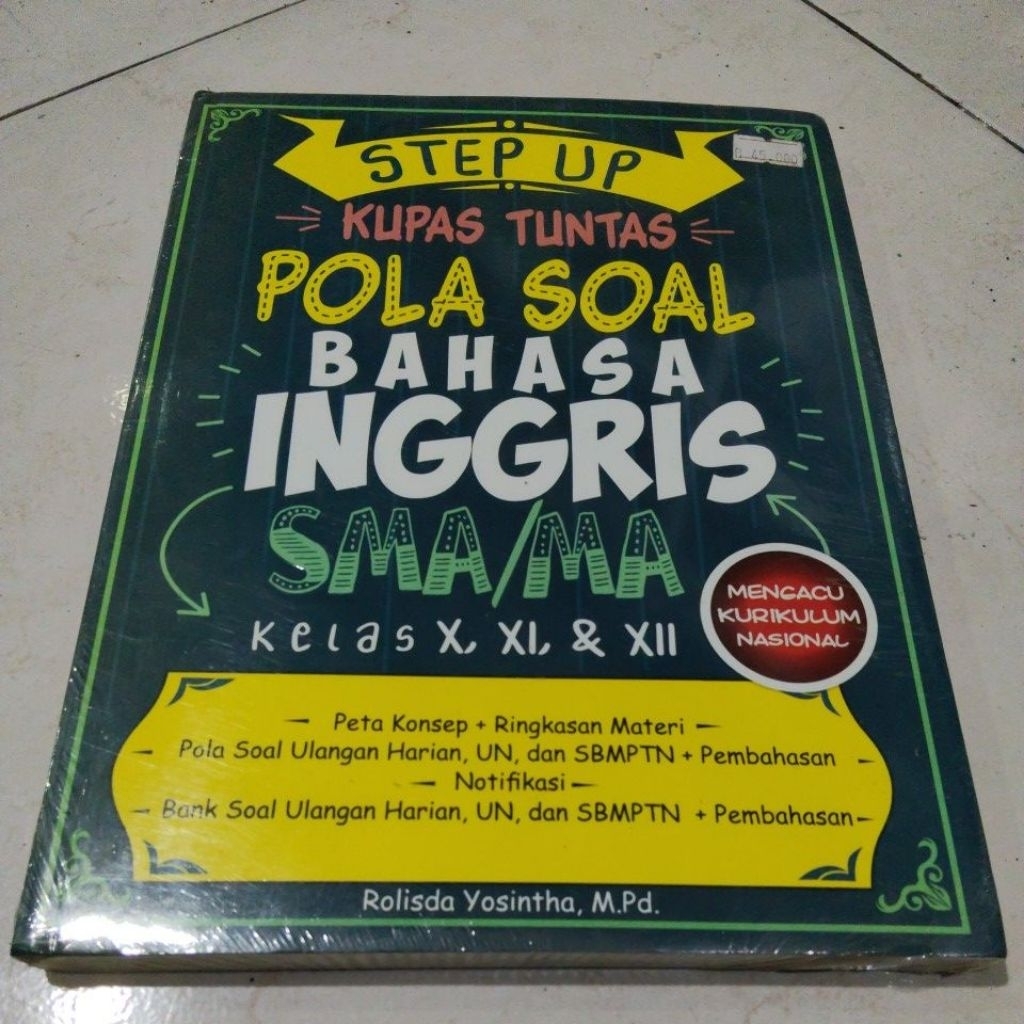 STEP UP
R 45.000
KUPAS TUNTAS
POLA SOAL
BAHASA
INGGRIS
SMA/MA
Kelas X, XI, & XII
MENGACU
KURIKULUM
NASIONAL
Peta Konsep + Ringkasan Materi
Pola Soal Ulangan Harian, UN, dan SBMPTN + Pembahasan
Notifikasi
Bank Soal Ulangan Harian, UN, dan SBMPTN + Pembahasan
Rolisda Yosintha, M.Pd.